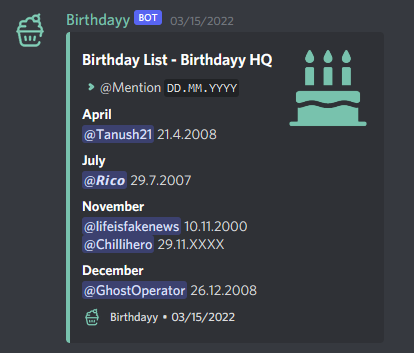 Birthdayy BOT 03/15/2022
Birthday List - Birthdayy HQ
@Mention DD.MM.YYYY
April
@Tanush21 21.4.2008
July
@Rico 29.7.2007
November
@lifeisfakenews 10.11.2000
@Chillihero 29.11.XXXX
December
@GhostOperator 26.12.2008
Birthdayy • 03/15/2022